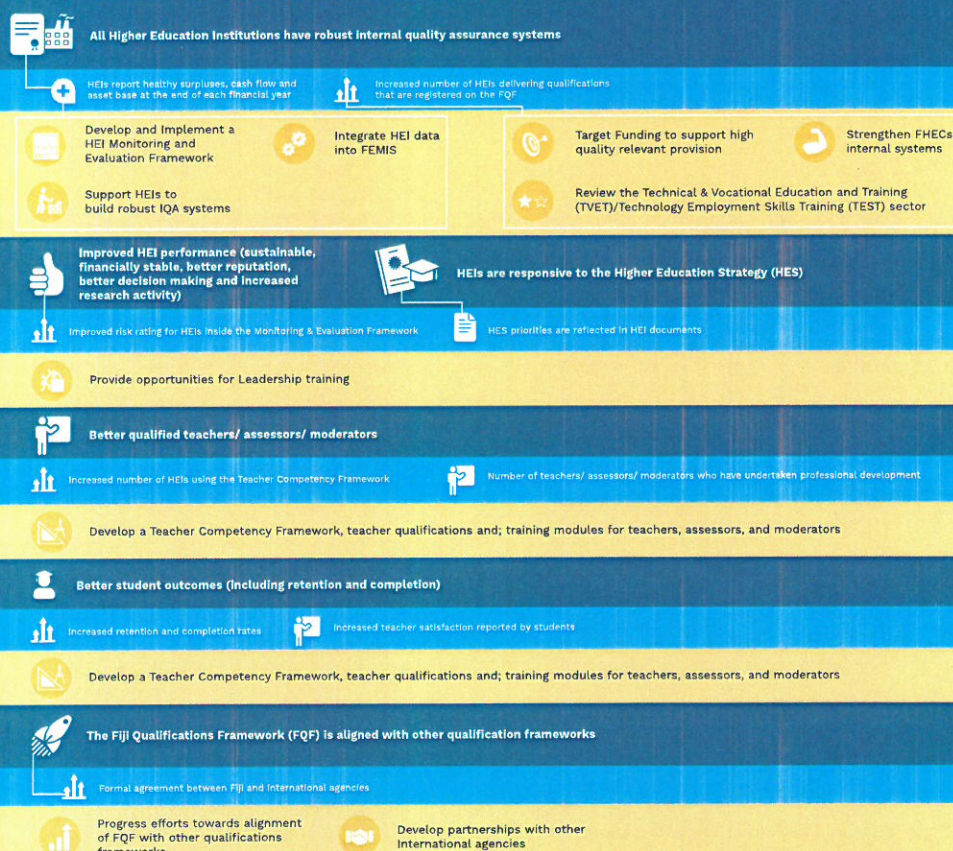 All Higher Education Institutions have robust internal quality assurance systems
HEIs report healthy surpluses, cash flow and
asset base at the end of each financial year
Increased number of HEIs delivering qualifications
that are registered on the FQF
Develop and Implement a
HEI Monitoring and
Evaluation Framework
Integrate HEI data
into FEMIS
Support HEIs to
build robust IQA systems
Target Funding to support high
quality relevant provision
Strengthen FHECs
internal systems
Review the Technical & Vocational Education and Training
(TVET)/Technology Employment Skills Training (TEST) sector
Improved HEI performance (sustainable,
financially stable, better reputation,
better decision making and increased
research activity)
HEIs are responsive to the Higher Education Strategy (HES)
Improved risk rating for HEIs inside the Monitoring & Evaluation Framework
HES priorities are reflected in HEI documents
Provide opportunities for Leadership training
Better qualified teachers/ assessors/ moderators
Increased number of HEIs using the Teacher Competency Framework
Number of teachers/ assessors/ moderators who have undertaken professional development
Develop a Teacher Competency Framework, teacher qualifications and; training modules for teachers, assessors, and moderators
Better student outcomes (including retention and completion)
Increased retention and completion rates
Increased teacher satisfaction reported by students
Develop a Teacher Competency Framework, teacher qualifications and; training modules for teachers, assessors, and moderators
The Fiji Qualifications Framework (FQF) is aligned with other qualification frameworks
Formal agreement between Fiji and International agencies
Progress efforts towards alignment
of FQF with other qualifications
frameworks
Develop partnerships with other
International agencies